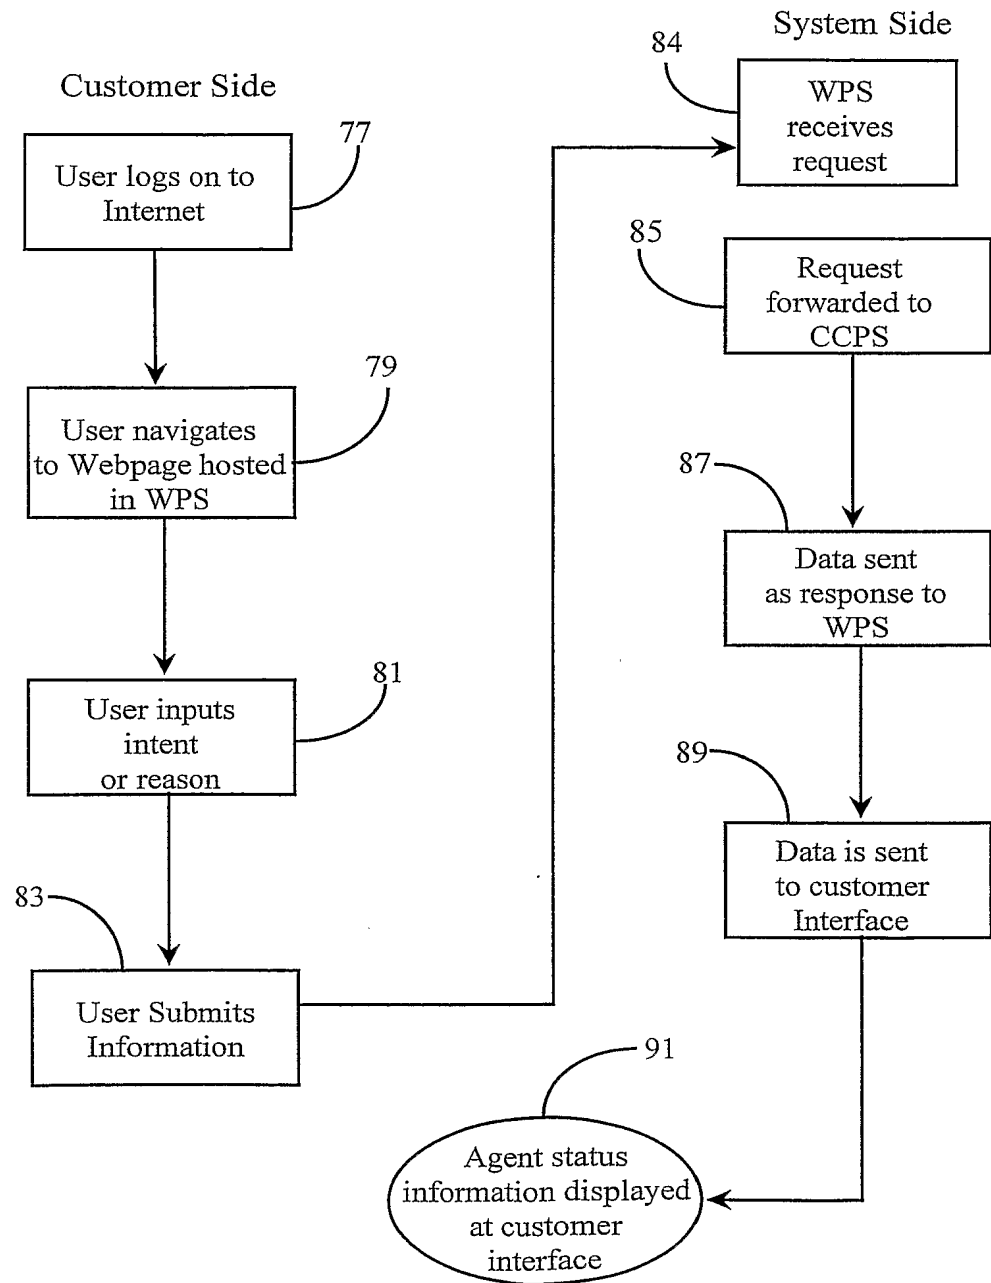 Customer Side
77
User logs on to
Internet
79
User navigates
to Webpage hosted
in WPS
81
User inputs
intent
or reason
83
User Submits
Information
System Side
84
WPS
receives
request
85
Request
forwarded to
CCPS
87
Data sent
as response to
WPS
89
Data is sent
to customer
Interface
91
Agent status
information displayed
at customer
interface